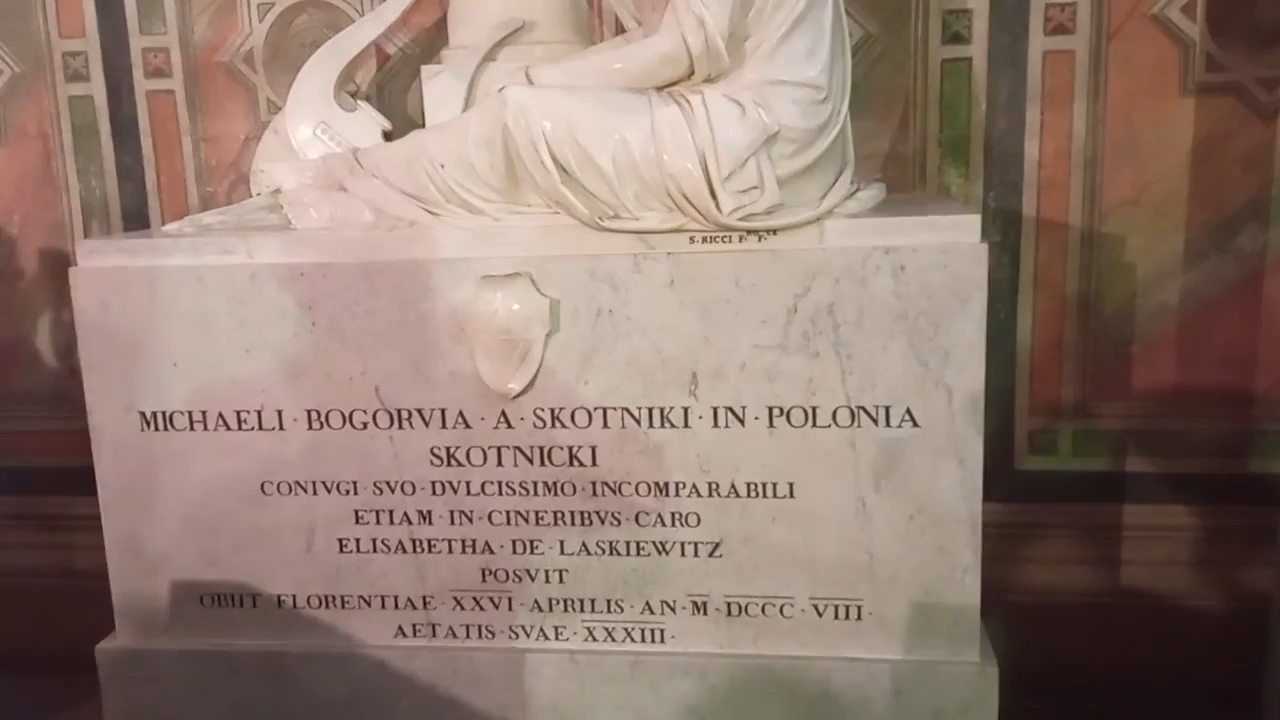 S·RICCI F· F·
MICHAELI·BOGORVIA·A·SKOTNIKI·IN·POLONIA
SKOTNICKI
CONIVGI·SVO·DVLCISSIMO·INCOMPARABILI
ETIAM·IN·CINERIBVS·CARO
ELISABETHA·DE·LASKIEWITZ
POSVIT
OBIIT FLORENTIAE·XXVI·APRILIS·AN·M·DCCC·VIII·
AETATIS·SVAE·XXXIII·